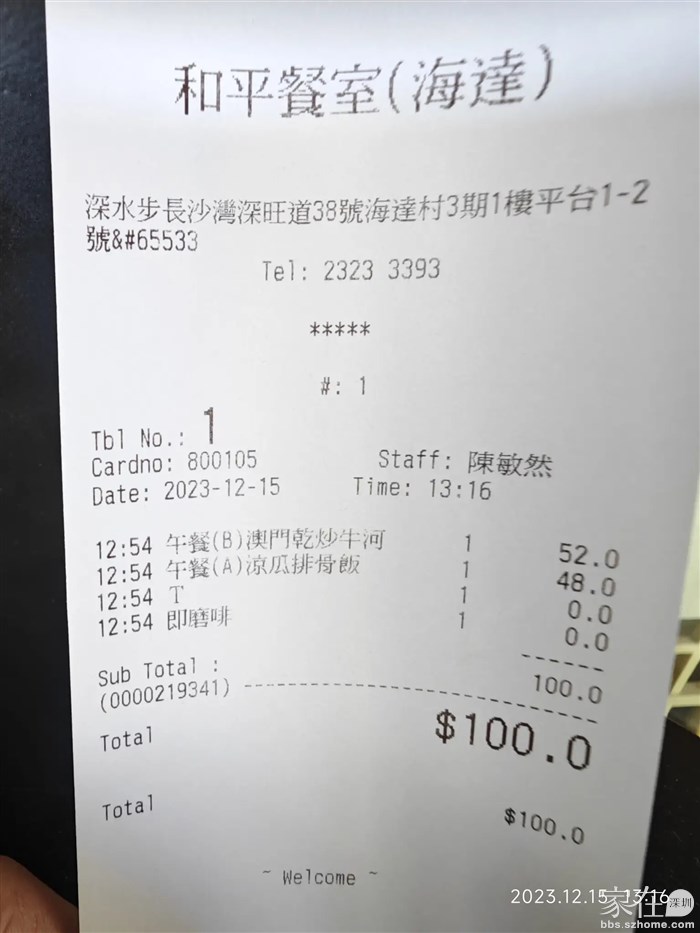 和平餐室(海達)
深水步長沙灣深旺道38號海達村3期1樓平台1-2
號&#65533
Tel: 2323 3393
*****
#: 1
Tbl No.: 1
Cardno: 800105 Staff: 陳敏然
Date: 2023-12-15 Time: 13:16
12:54 午餐(B)澳門乾炒牛河 1 52.0
12:54 午餐(A)涼瓜排骨飯 1 48.0
12:54 T 1 0.0
12:54 即磨啡 1 0.0
Sub Total : 100.0
(0000219341)
Total $100.0
Total $100.0
~ Welcome ~
2023.12.15 13:16
家在深圳
bbs.szhome.com